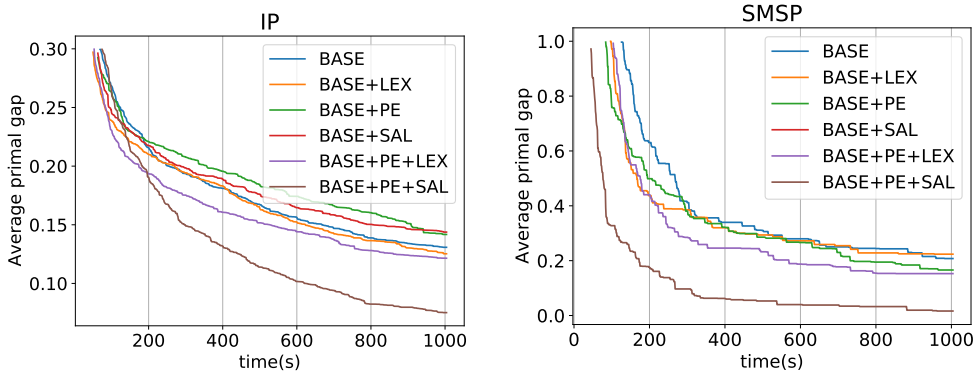 IP
Average primal gap
0.30
0.25
0.20
0.15
0.10
200
400
600
800
1000
time(s)
BASE
BASE+LEX
BASE+PE
BASE+SAL
BASE+PE+LEX
BASE+PE+SAL
SMSP
Average primal gap
1.0
0.8
0.6
0.4
0.2
0.0
0
200
400
600
800
1000
time(s)
BASE
BASE+LEX
BASE+PE
BASE+SAL
BASE+PE+LEX
BASE+PE+SAL